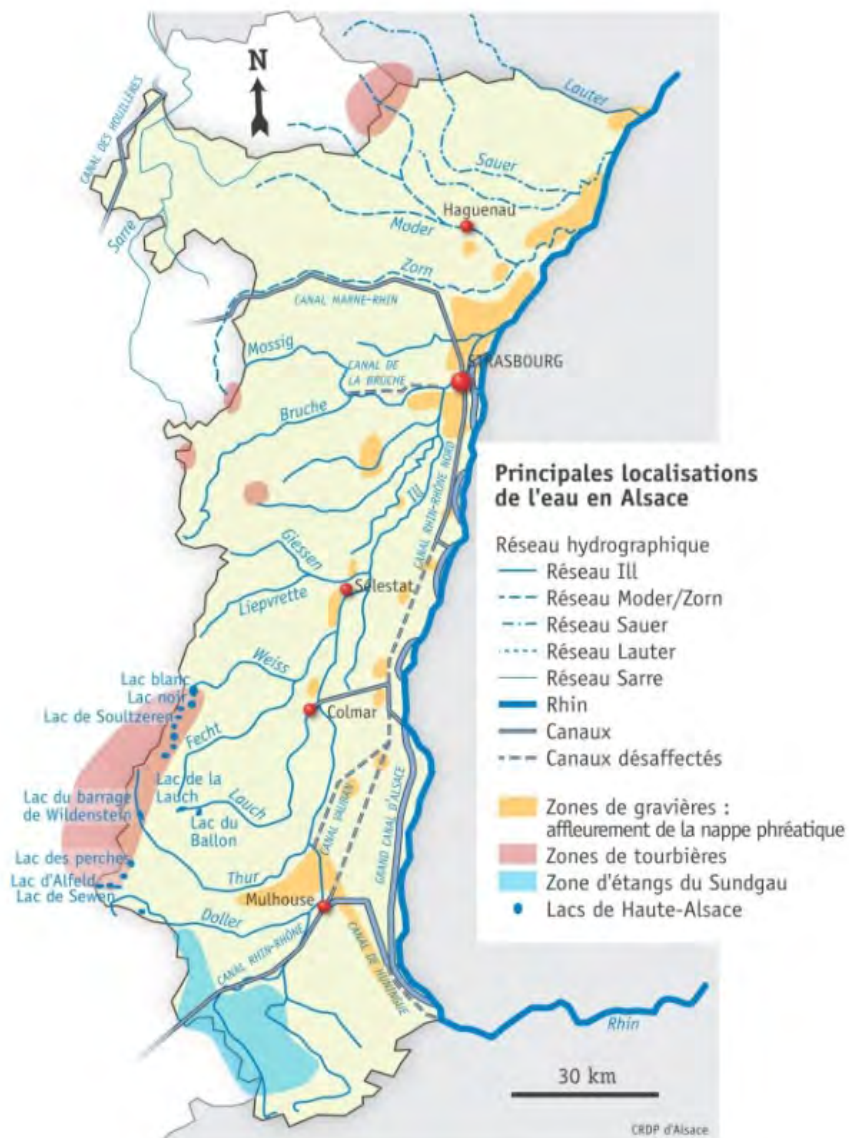 N
CANAL DES HOUILLÈRES
Lauter
Sauer
Haguenau
Moder
Sarre
Zorn
CANAL MARNE-RHIN
Mossig
CANAL DE
LA BRUCHE
STRASBOURG
Bruche
Ill
CANAL RHIN-RHÔNE NORD
Giessen
Sélestat
Liepvrette
Weiss
Lac blanc
Lac noir
Lac de Soultzeren
Colmar
Fecht
Lac de la
Lauch
Lauch
Lac du barrage
de Wildenstein
Lac du
Ballon
CANAL VAUBAN
GRAND CANAL D'ALSACE
Lac des perches
Thur
Lac d'Alfeld
Lac de Sewen
Mulhouse
Doller
CANAL RHIN-RHÔNE
CANAL DE HUNINGUE
Rhin
Principales localisations
de l'eau en Alsace
Réseau hydrographique
Réseau Ill
Réseau Moder/Zorn
Réseau Sauer
Réseau Lauter
Réseau Sarre
Rhin
Canaux
Canaux désaffectés
Zones de gravières :
affleurement de la nappe phréatique
Zones de tourbières
Zone d'étangs du Sundgau
Lacs de Haute-Alsace
30 km
CRDP d'Alsace